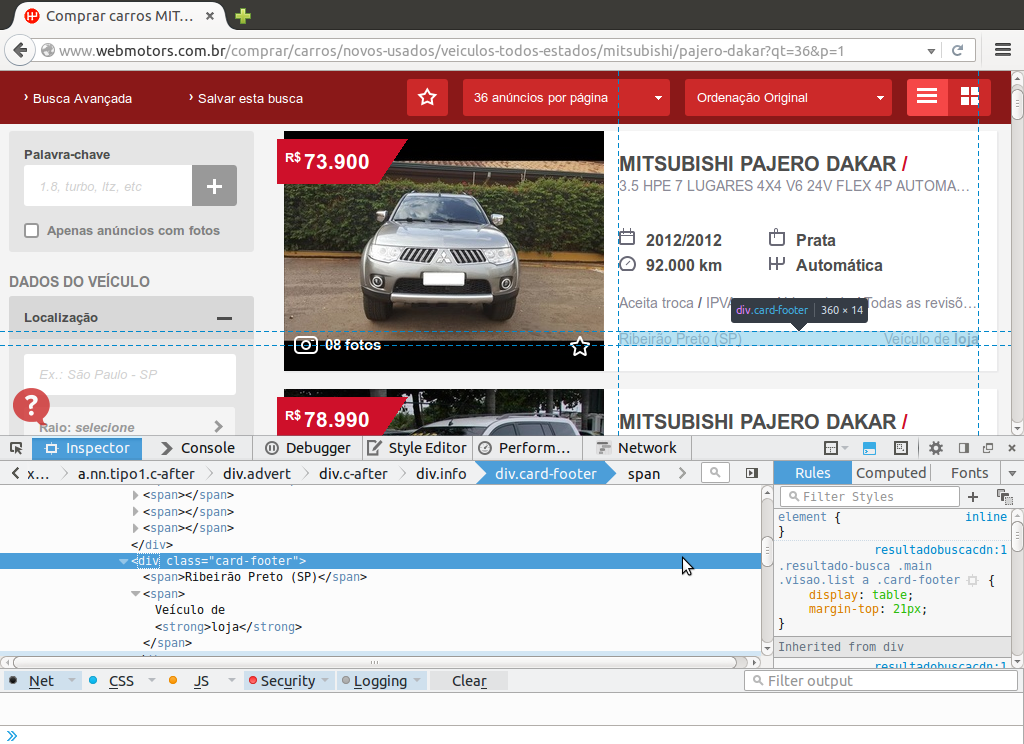 Comprar carros MIT...
www.webmotors.com.br/comprar/carros/novos-usados/veiculos-todos-estados/mitsubishi/pajero-dakar?qt=36&p=1
› Busca Avançada
› Salvar esta busca
36 anúncios por página
Ordenação Original
Palavra-chave
1.8, turbo, ltz, etc
+
Apenas anúncios com fotos
DADOS DO VEÍCULO
Localização
Ex.: São Paulo - SP
?
Raio: selecione
R$ 73.900
08 fotos
MITSUBISHI PAJERO DAKAR /
3.5 HPE 7 LUGARES 4X4 V6 24V FLEX 4P AUTOMA...
2012/2012
Prata
92.000 km
Automática
Aceita troca / IPVA
Todas as revisõ...
div.card-footer | 360 × 14
Ribeirão Preto (SP)
Veículo de loja
R$ 78.990
MITSUBISHI PAJERO DAKAR /
Inspector
Console
Debugger
Style Editor
Perform...
Network
x...
a.nn.tipo1.c-after
div.advert
div.c-after
div.info
div.card-footer
span
Rules
Computed
Fonts
<span></span>
<span></span>
<span></span>
</div>
<div class="card-footer">
<span>Ribeirão Preto (SP)</span>
<span>
Veículo de
<strong>loja</strong>
</span>
Filter Styles
element {
inline
}
resultadobuscacdn:1
.resultado-busca .main
.visao.list a .card-footer {
display: table;
margin-top: 21px;
}
Inherited from div
resultadobuscacdn:1
Net
CSS
JS
Security
Logging
Clear
Filter output
»